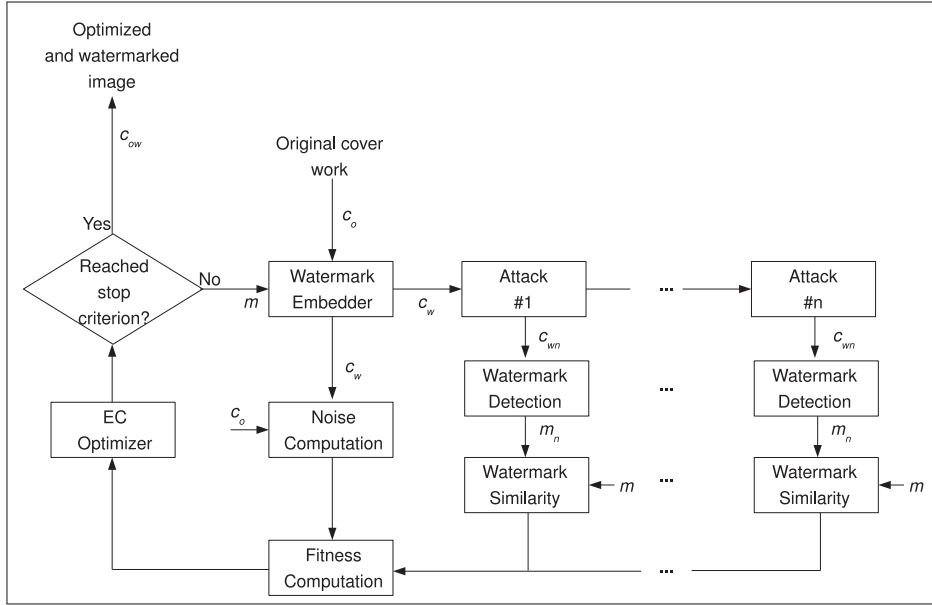 Optimized
and watermarked
image
c_ow
Original cover
work
c_o
Yes
Reached
stop
criterion?
No
m
Watermark
Embedder
c_w
Attack
#1
...
Attack
#n
c_w
c_wn
c_wn
Watermark
Detection
...
Watermark
Detection
EC
Optimizer
c_o
Noise
Computation
m_n
m_n
Watermark
Similarity
m
...
Watermark
Similarity
m
Fitness
Computation
...